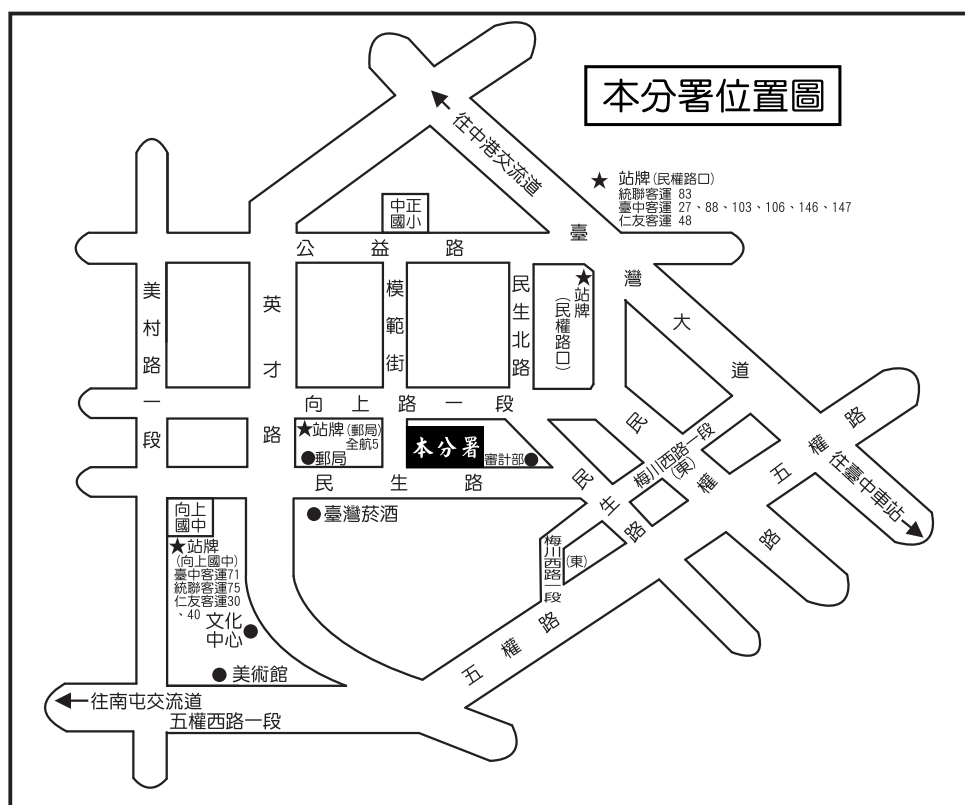 本分署位置圖
往中港交流道
★ 站牌(民權路口)
統聯客運 83
臺中客運 27、88、103、106、146、147
仁友客運 48
中正
國小
公益路
臺灣大道
美村路一段
英才路
模範街
民生北路
★站牌
(民權路口)
向上路一段
★站牌(郵局)
全航5
●郵局
本分署
審計部●
民生路
民權路
梅川西路一段
(東)
五權路
往臺中車站
民生路
向上
國中
●臺灣菸酒
★站牌
(向上國中)
臺中客運71
統聯客運75
仁友客運30
、40
文化
中心●
●美術館
梅川西路一段
(東)
五權路
往南屯交流道
五權西路一段